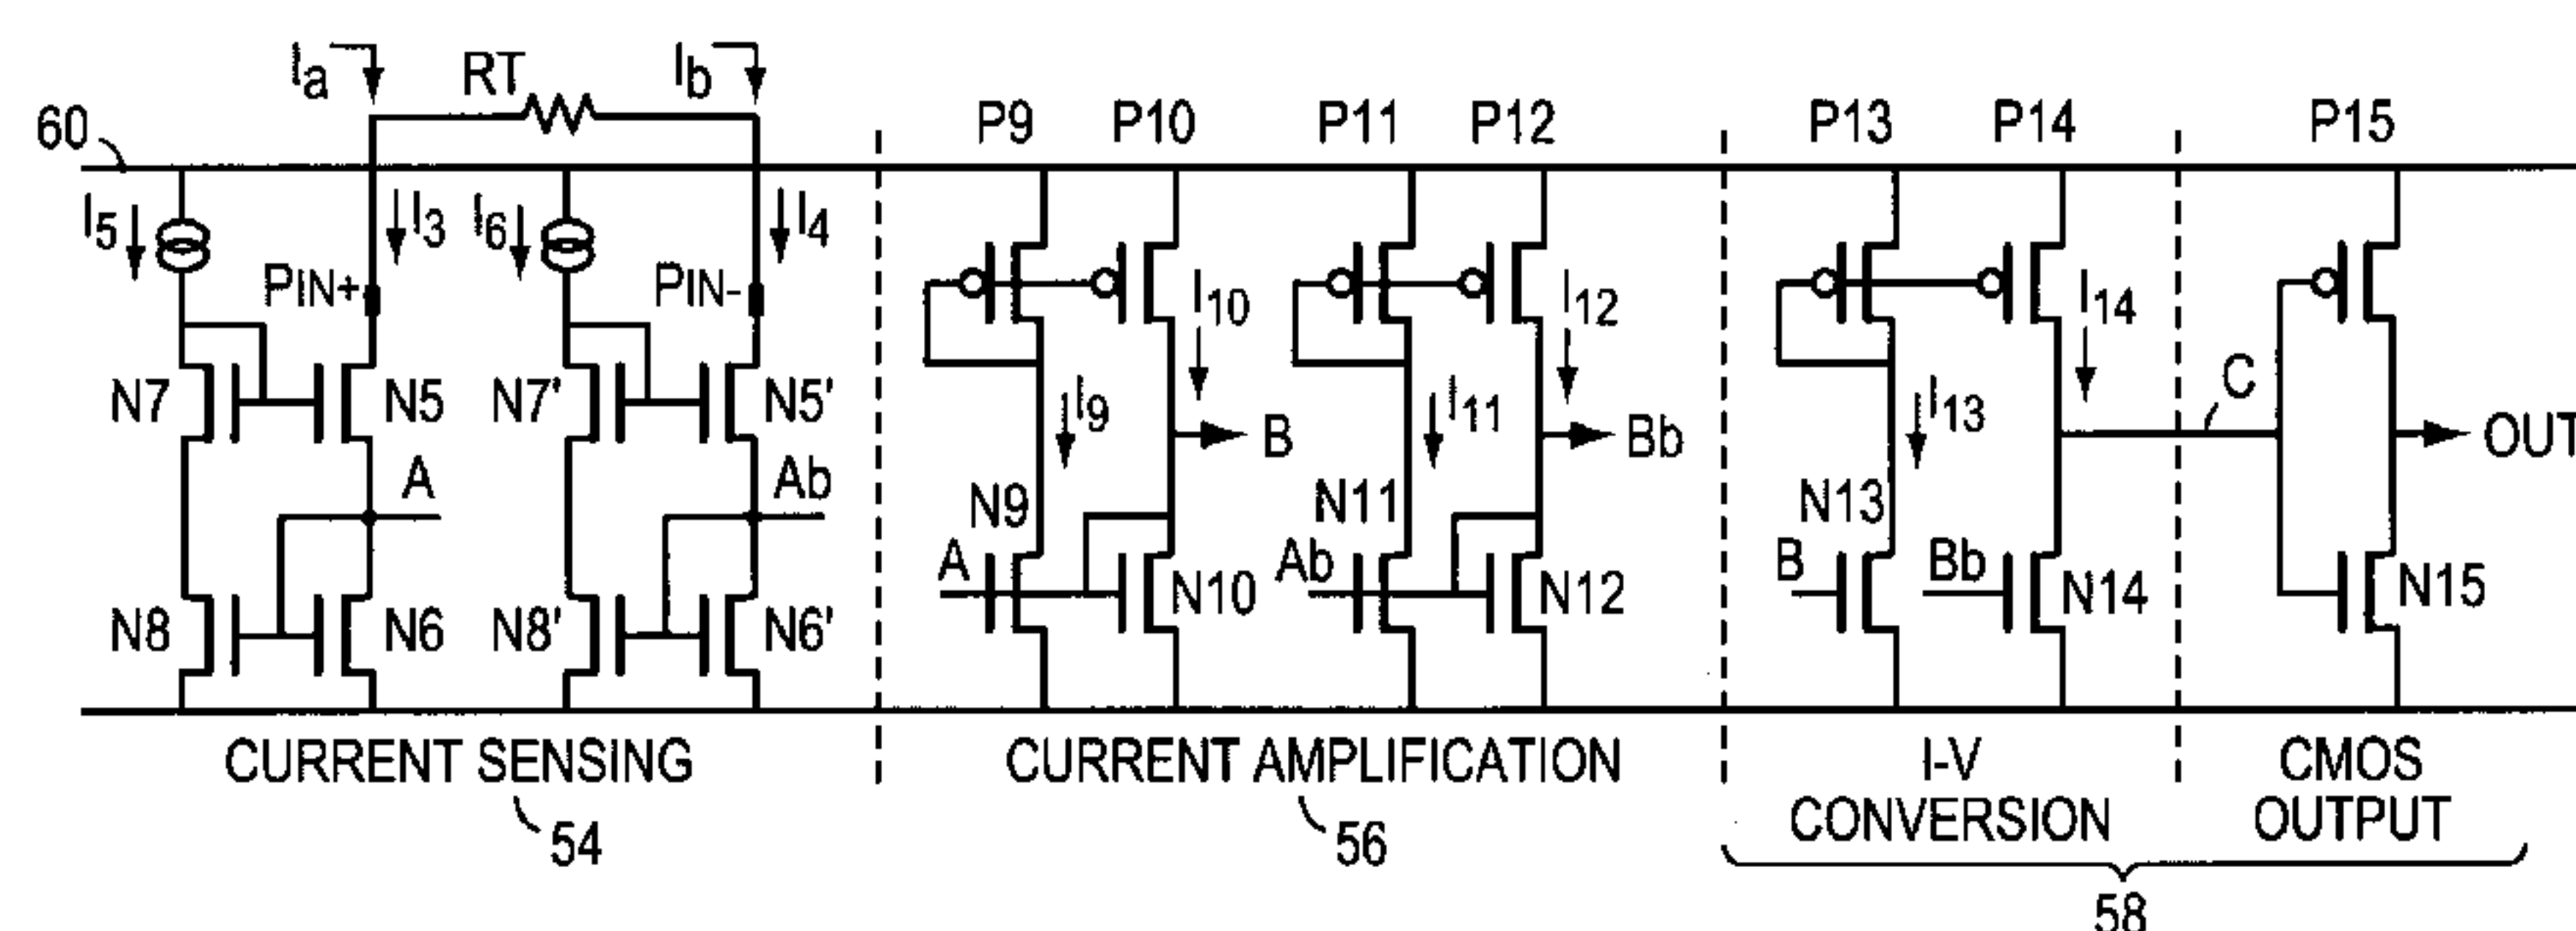 Ia
RT
Ib
60
P9
P10
P11
P12
P13
P14
P15
I5
I3
I6
I4
PIN+
PIN-
I10
I12
I14
N7
N5
N7'
N5'
I9
B
I11
Bb
I13
C
OUT
A
Ab
N9
N11
N13
A
N10
Ab
N12
B
Bb
N14
N15
N8
N6
N8'
N6'
CURRENT SENSING
54
CURRENT AMPLIFICATION
56
I-V
CONVERSION
CMOS
OUTPUT
58